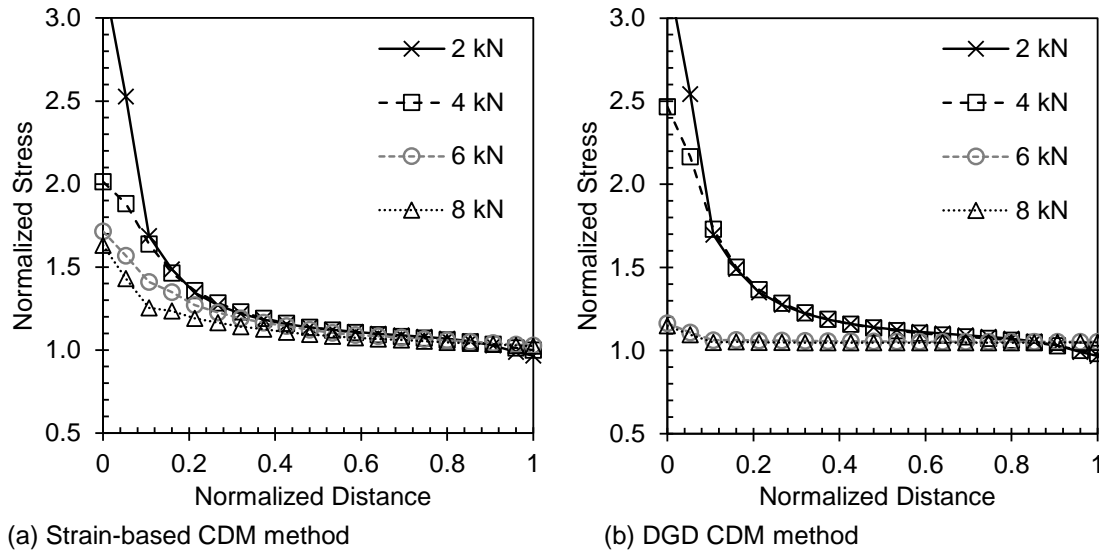 3.0
2.5
2.0
1.5
1.0
0.5
Normalized Stress
2 kN
4 kN
6 kN
8 kN
0
0.2
0.4
0.6
0.8
1
Normalized Distance
(a) Strain-based CDM method
3.0
2.5
2.0
1.5
1.0
0.5
Normalized Stress
2 kN
4 kN
6 kN
8 kN
0
0.2
0.4
0.6
0.8
1
Normalized Distance
(b) DGD CDM method